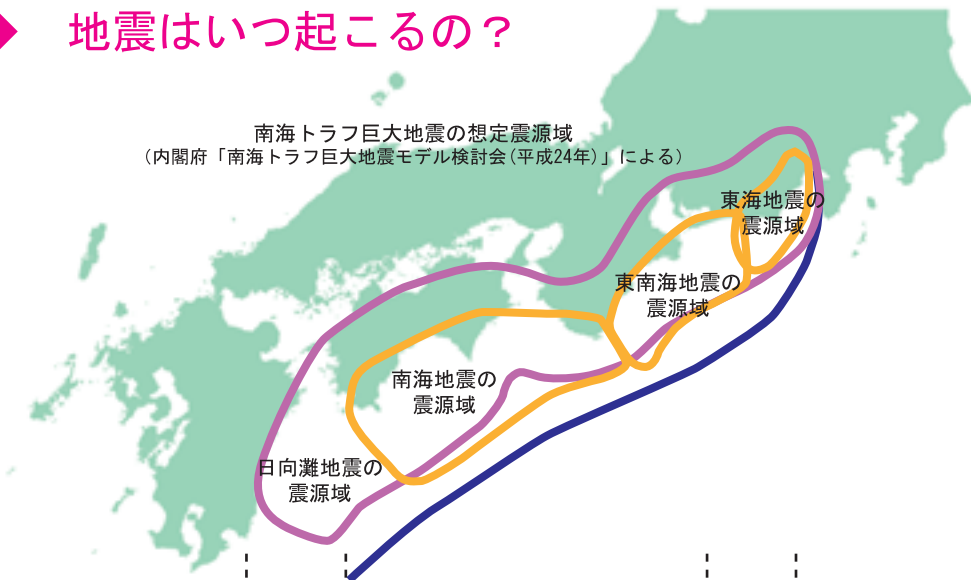 地震はいつ起こるの？
南海トラフ巨大地震の想定震源域
（内閣府「南海トラフ巨大地震モデル検討会(平成24年)」による）
東海地震の
震源域
東南海地震の
震源域
南海地震の
震源域
日向灘地震の
震源域